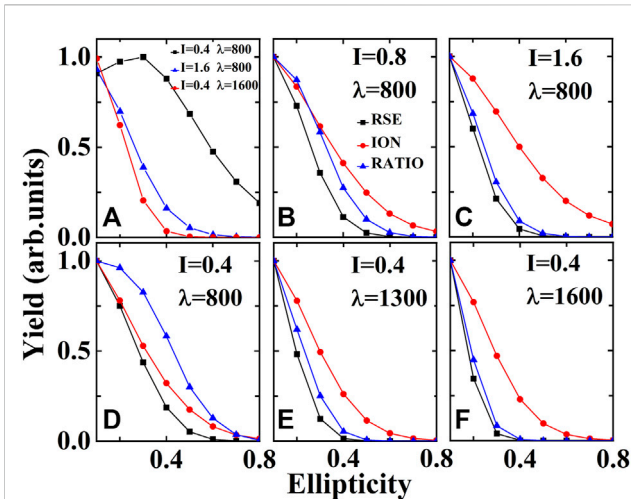 I=0.4 λ=800
I=1.6 λ=800
I=0.4 λ=1600
A
I=0.8
λ=800
RSE
ION
RATIO
B
I=1.6
λ=800
C
1.0
0.5
0.0
I=0.4
λ=800
D
I=0.4
λ=1300
E
I=0.4
λ=1600
F
1.0
0.5
0.0
0.4 0.8 0.4 0.8 0.4 0.8
Yield (arb.units)
Ellipticity